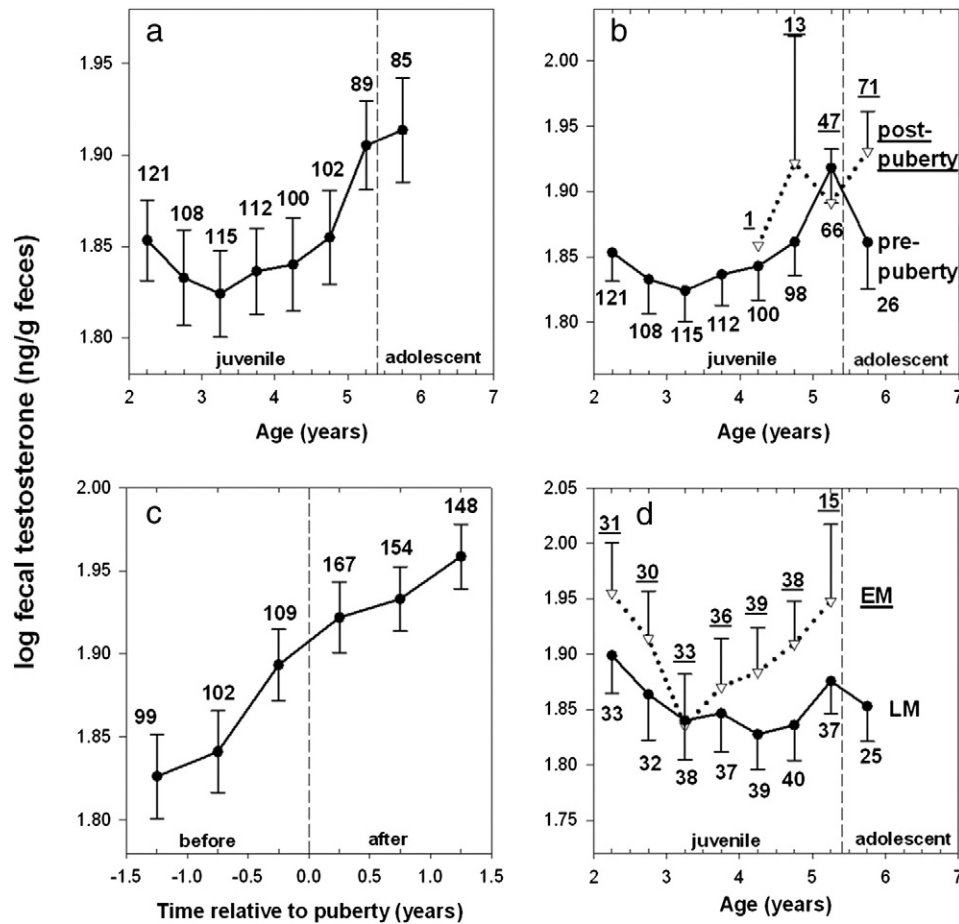 log fecal testosterone (ng/g feces)
a
1.95
1.90
1.85
1.80
121
108
115
112
100
102
89
85
juvenile
adolescent
2 3 4 5 6 7
Age (years)
b
2.00
1.95
1.90
1.85
1.80
13
47
71
1
post-
puberty
pre-
puberty
121
108
115
112
100
98
66
26
juvenile
adolescent
2 3 4 5 6 7
Age (years)
c
2.00
1.95
1.90
1.85
1.80
99
102
109
167
154
148
before
after
-1.5 -1.0 -0.5 0.0 0.5 1.0 1.5
Time relative to puberty (years)
d
2.05
2.00
1.95
1.90
1.85
1.80
1.75
31
30
33
36
39
38
15
EM
LM
33
32
38
37
39
40
37
25
juvenile
adolescent
2 3 4 5 6 7
Age (years)